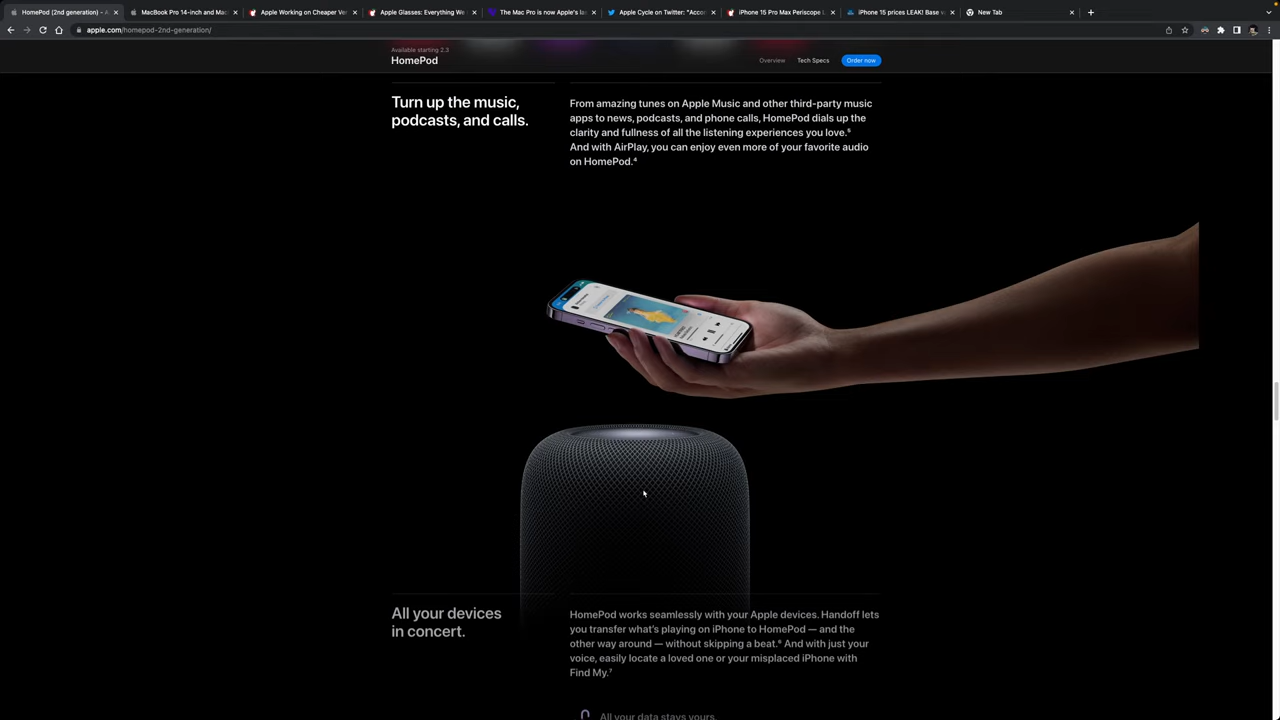 HomePod (2nd generation) - A
MacBook Pro 14-inch and Mac
Apple Working on Cheaper Ver
Apple Glasses: Everything
The Mac Pro is now Apple's la
Apple Cycle on Twitter: "Acco
iPhone 15 Pro Max Periscope L
iPhone 15 prices LEAK! Base v
New Tab
apple.com/homepod-2nd-generation/
Available starting 2.3
HomePod
Overview
Tech Specs
Order now
Turn up the music,
podcasts, and calls.
From amazing tunes on Apple Music and other third-party music
apps to news, podcasts, and phone calls, HomePod dials up the
clarity and fullness of all the listening experiences you love.⁵
And with AirPlay, you can enjoy even more of your favorite audio
on HomePod.⁴
All your devices
in concert.
HomePod works seamlessly with your Apple devices. Handoff lets
you transfer what's playing on iPhone to HomePod — and the
other way around — without skipping a beat.⁶ And with just your
voice, easily locate a loved one or your misplaced iPhone with
Find My.⁷
All your data stays yours.